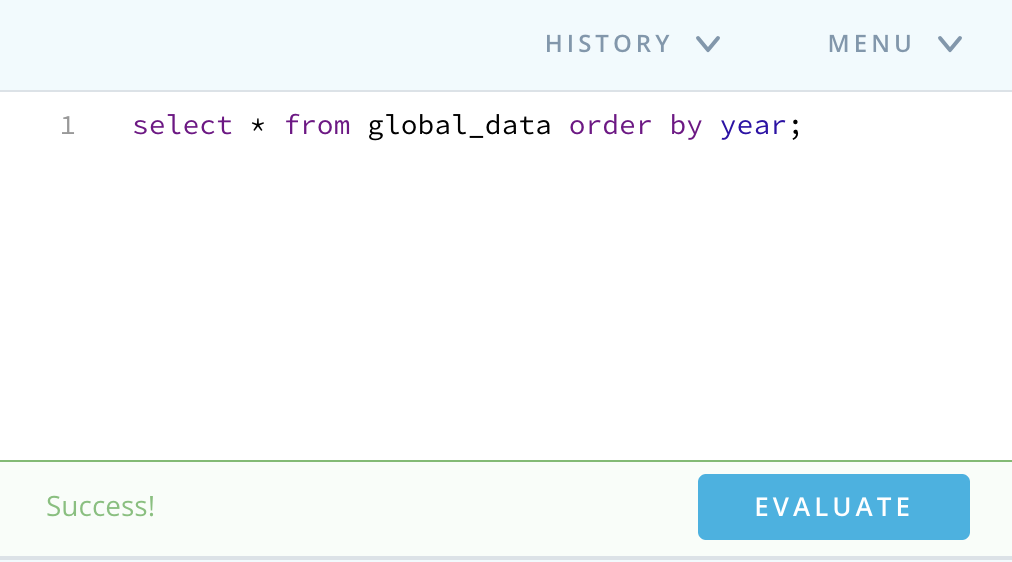 HISTORY MENU
1 select * from global_data order by year;
Success! EVALUATE